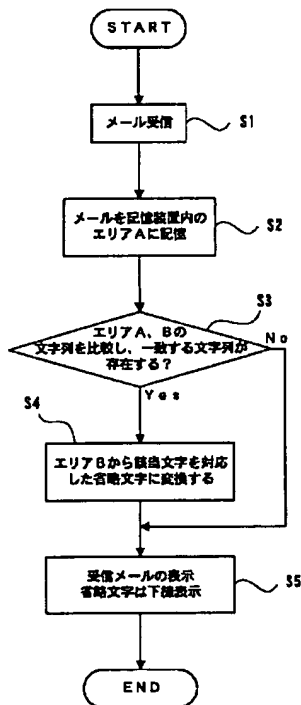 START
メール受信
S1
メールを記憶装置内の
エリアAに記憶
S2
エリアA、Bの
文字列を比較し、一致する文字列が
存在する?
S3
No
Yes
S4
エリアBから該当文字を対応
した省略文字に変換する
受信メールの表示
省略文字は下線表示
S5
END